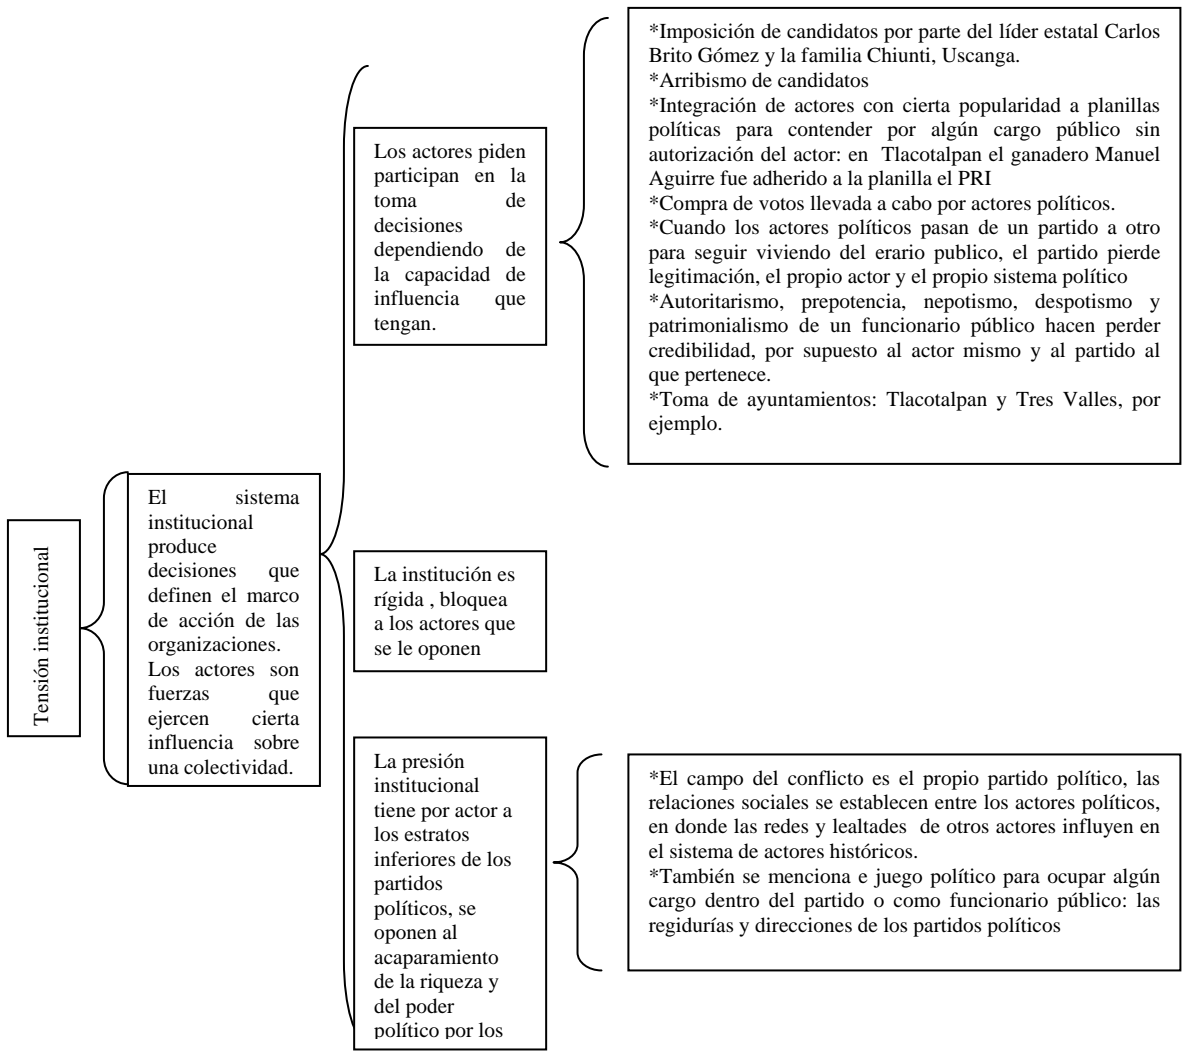 Tensión institucional
El sistema
institucional
produce
decisiones que
definen el marco
de acción de las
organizaciones.
Los actores son
fuerzas que
ejercen cierta
influencia sobre
una colectividad.
Los actores piden
participan en la
toma de
decisiones
dependiendo de
la capacidad de
influencia que
tengan.
*Imposición de candidatos por parte del líder estatal Carlos
Brito Gómez y la familia Chiunti, Uscanga.
*Arribismo de candidatos
*Integración de actores con cierta popularidad a planillas
políticas para contender por algún cargo público sin
autorización del actor: en Tlacotalpan el ganadero Manuel
Aguirre fue adherido a la planilla el PRI
*Compra de votos llevada a cabo por actores políticos.
*Cuando los actores políticos pasan de un partido a otro
para seguir viviendo del erario publico, el partido pierde
legitimación, el propio actor y el propio sistema político
*Autoritarismo, prepotencia, nepotismo, despotismo y
patrimonialismo de un funcionario público hacen perder
credibilidad, por supuesto al actor mismo y al partido al
que pertenece.
*Toma de ayuntamientos: Tlacotalpan y Tres Valles, por
ejemplo.
La institución es
rígida , bloquea
a los actores que
se le oponen
La presión
institucional
tiene por actor a
los estratos
inferiores de los
partidos
políticos, se
oponen al
acaparamiento
de la riqueza y
del poder
político por los
*El campo del conflicto es el propio partido político, las
relaciones sociales se establecen entre los actores políticos,
en donde las redes y lealtades de otros actores influyen en
el sistema de actores históricos.
*También se menciona e juego político para ocupar algún
cargo dentro del partido o como funcionario público: las
regidurías y direcciones de los partidos políticos